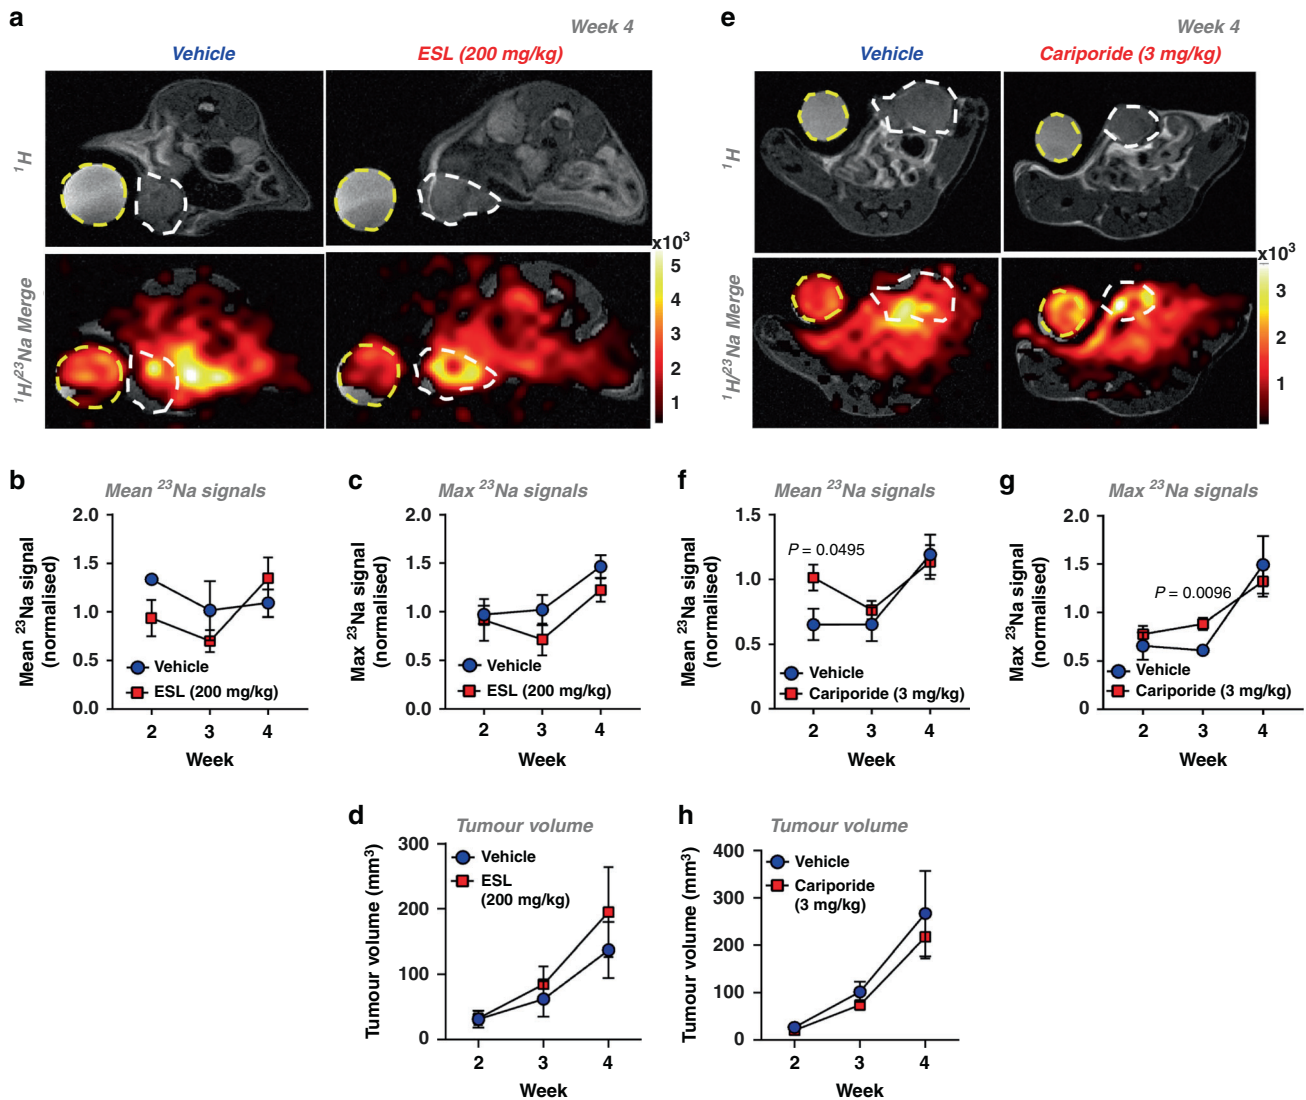 a
Week 4
Vehicle
ESL (200 mg/kg)
¹H
¹H/²³Na Merge
x10³
5
4
3
2
1
e
Week 4
Vehicle
Cariporide (3 mg/kg)
¹H
¹H/²³Na Merge
x10³
3
2
1
b
Mean ²³Na signals
Mean ²³Na signal
(normalised)
2.0
1.5
1.0
0.5
0.0
Vehicle
ESL (200 mg/kg)
2 3 4
Week
c
Max ²³Na signals
Max ²³Na signal
(normalised)
2.0
1.5
1.0
0.5
0.0
Vehicle
ESL (200 mg/kg)
2 3 4
Week
f
Mean ²³Na signals
Mean ²³Na signal
(normalised)
1.5
1.0
0.5
0
P = 0.0495
Vehicle
Cariporide (3 mg/kg)
2 3 4
Week
g
Max ²³Na signals
Max ²³Na signal
(normalised)
2.0
1.5
1.0
0.5
0
P = 0.0096
Vehicle
Cariporide (3 mg/kg)
2 3 4
Week
d
Tumour volume
Tumour volume (mm³)
300
200
100
0
Vehicle
ESL
(200 mg/kg)
2 3 4
Week
h
Tumour volume
Tumour volume (mm³)
400
300
200
100
0
Vehicle
Cariporide
(3 mg/kg)
2 3 4
Week